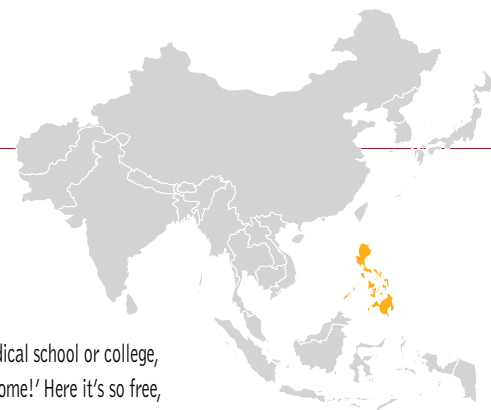 dical school or college,
ome!’ Here it’s so free,